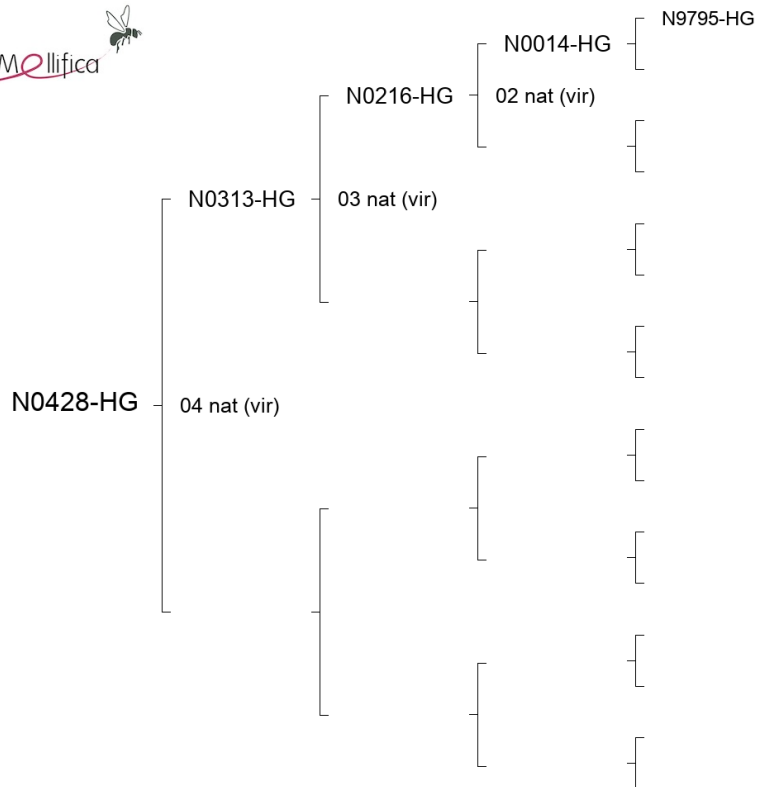 Mellifica
N9795-HG
N0014-HG
N0216-HG
02 nat (vir)
N0313-HG
03 nat (vir)
N0428-HG
04 nat (vir)